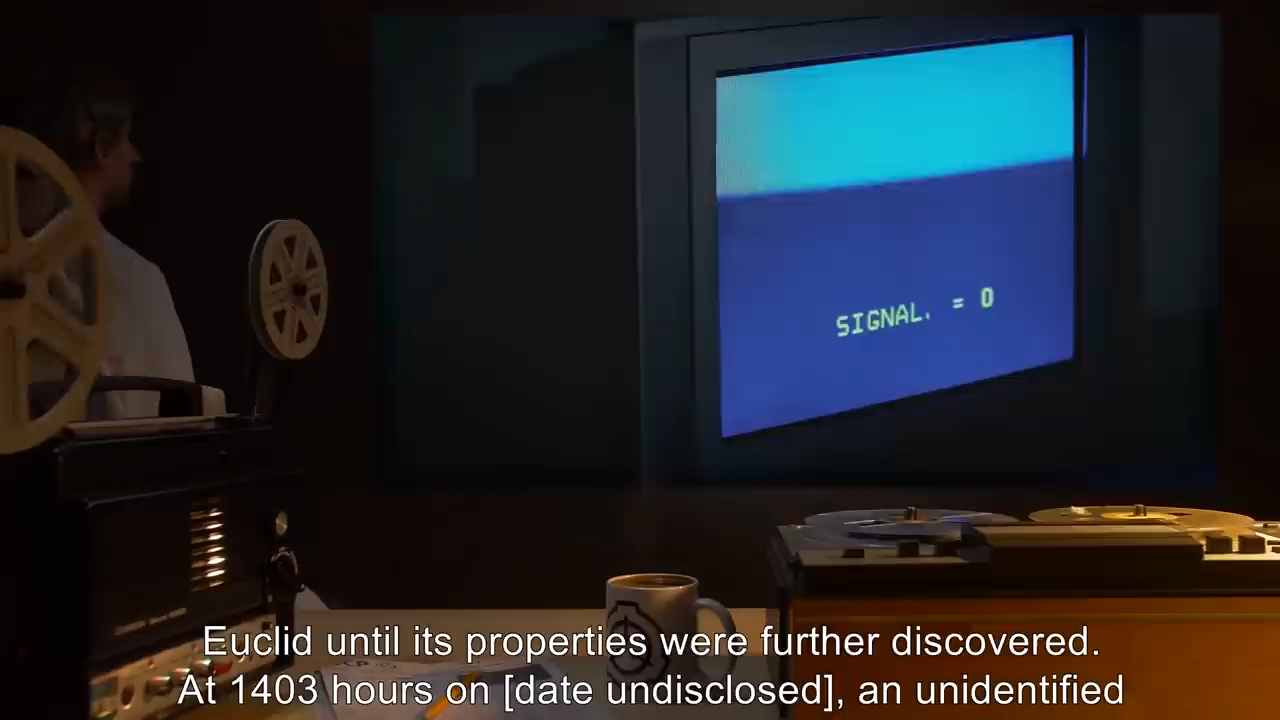 SIGNAL. = 0
Euclid until its properties were further discovered.
At 1403 hours on [date undisclosed], an unidentified